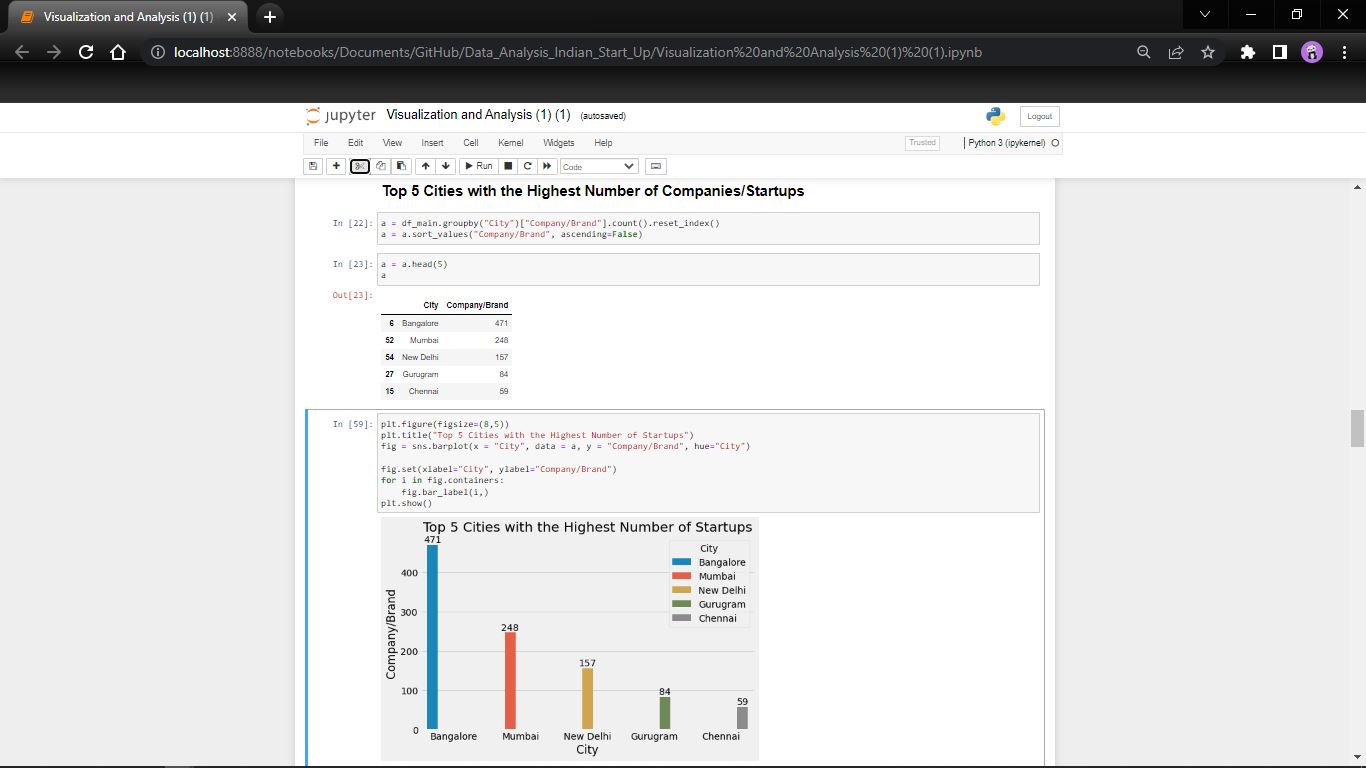 Visualization and Analysis (1) (1)
localhost:8888/notebooks/Documents/GitHub/Data_Analysis_Indian_Start_Up/Visualization%20and%20Analysis%20(1)%20(1).ipynb
jupyter Visualization and Analysis (1) (1) (autosaved)
Logout
File Edit View Insert Cell Kernel Widgets Help
Trusted
Python 3 (ipykernel)
Run
Code
Top 5 Cities with the Highest Number of Companies/Startups
In [22]: a = df_main.groupby("City")["Company/Brand"].count().reset_index()
a = a.sort_values("Company/Brand", ascending=False)
In [23]: a = a.head(5)
a
Out[23]:
City Company/Brand
6 Bangalore 471
52 Mumbai 248
54 New Delhi 157
27 Gurugram 84
15 Chennai 59
In [59]: plt.figure(figsize=(8,5))
plt.title("Top 5 Cities with the Highest Number of Startups")
fig = sns.barplot(x = "City", data = a, y = "Company/Brand", hue="City")
fig.set(xlabel="City", ylabel="Company/Brand")
for i in fig.containers:
    fig.bar_label(i,)
plt.show()
Top 5 Cities with the Highest Number of Startups
471
City
Bangalore
Mumbai
New Delhi
Gurugram
Chennai
400
300
200
100
0
Company/Brand
248
157
84
59
Bangalore Mumbai New Delhi Gurugram Chennai
City